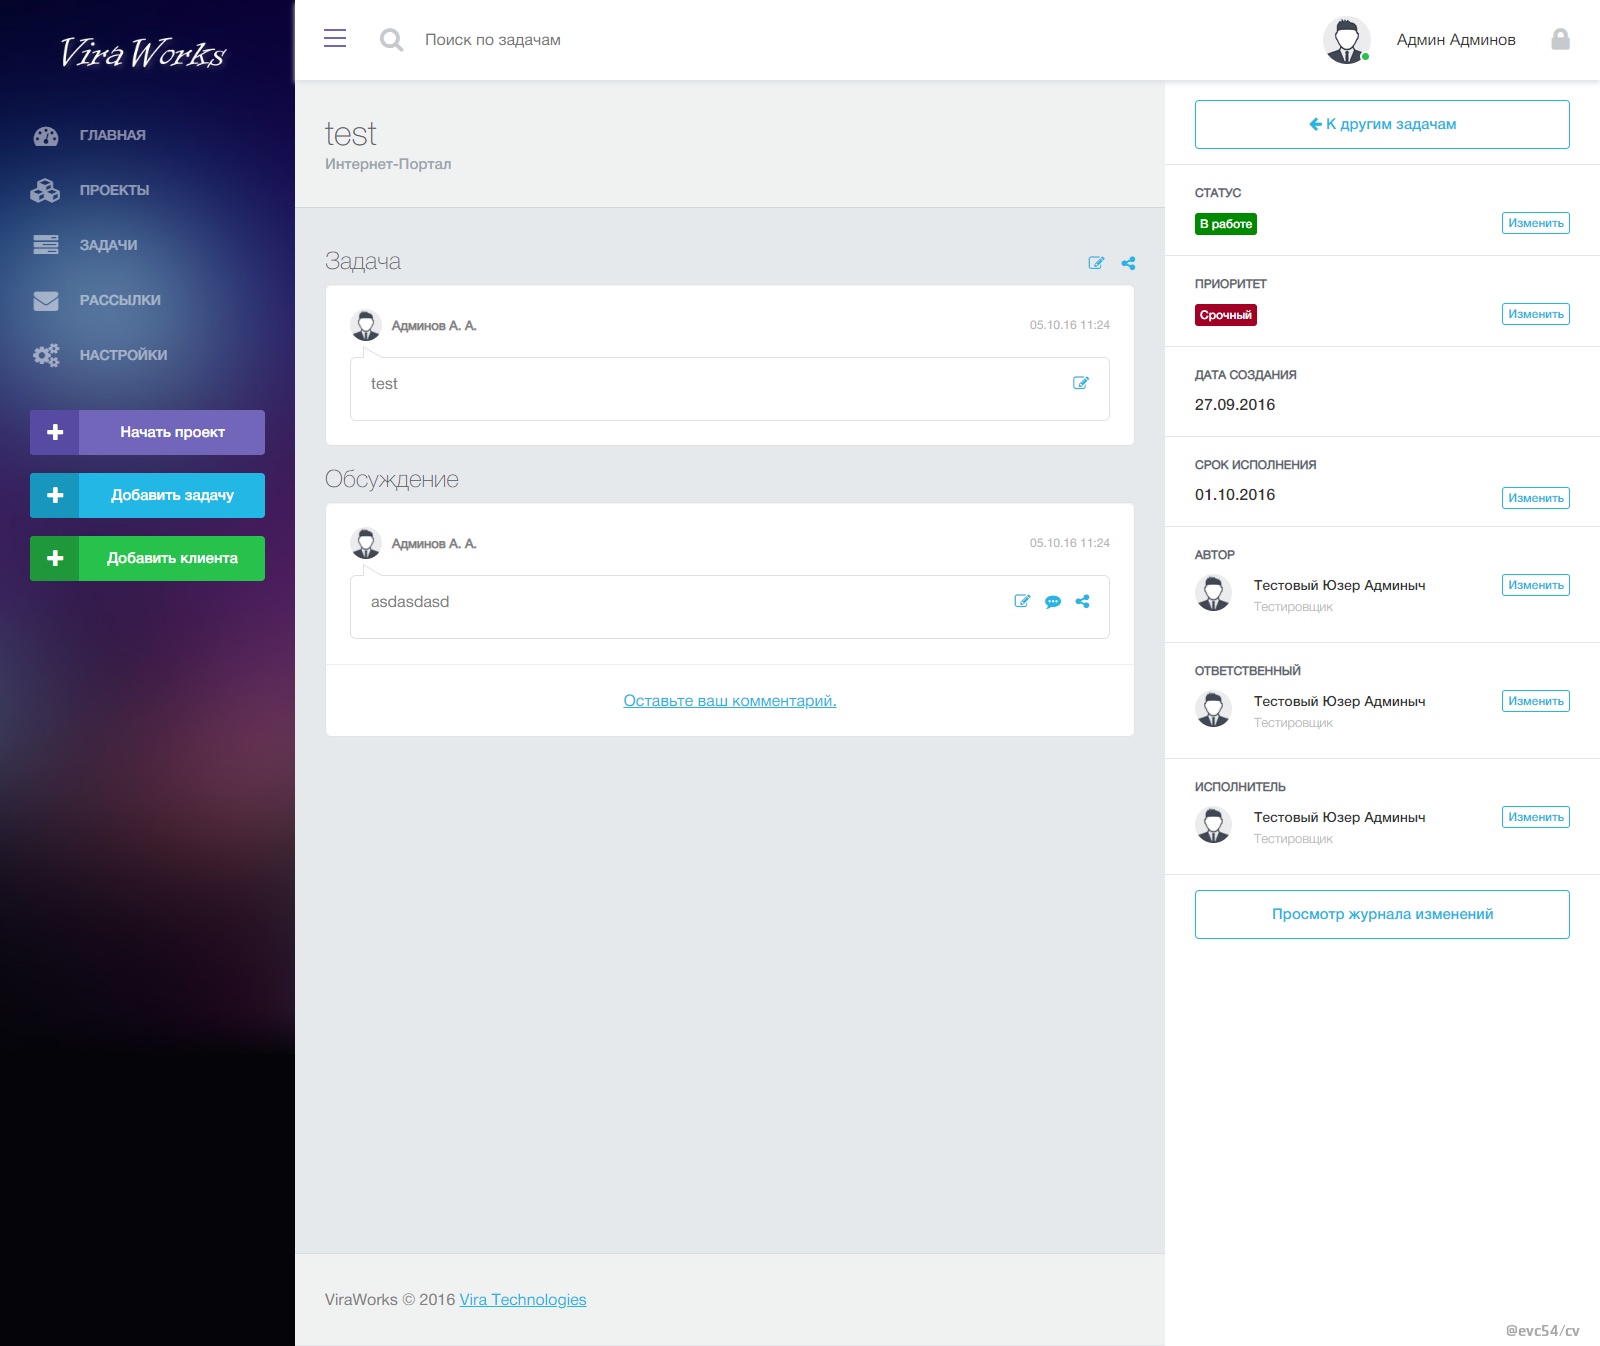 Vira Works
ГЛАВНАЯ
ПРОЕКТЫ
ЗАДАЧИ
РАССЫЛКИ
НАСТРОЙКИ
Начать проект
Добавить задачу
Добавить клиента
Поиск по задачам
Админ Админов
test
Интернет-Портал
Задача
Админов А. А.
05.10.16 11:24
test
Обсуждение
Админов А. А.
05.10.16 11:24
asdasdasd
Оставьте ваш комментарий.
ViraWorks © 2016 Vira Technologies
К другим задачам
СТАТУС
В работе
Изменить
ПРИОРИТЕТ
Срочный
Изменить
ДАТА СОЗДАНИЯ
27.09.2016
СРОК ИСПОЛНЕНИЯ
01.10.2016
Изменить
АВТОР
Тестовый Юзер Админыч
Изменить
Тестировщик
ОТВЕТСТВЕННЫЙ
Тестовый Юзер Админыч
Изменить
Тестировщик
ИСПОЛНИТЕЛЬ
Тестовый Юзер Админыч
Изменить
Тестировщик
Просмотр журнала изменений
@evc54/cv